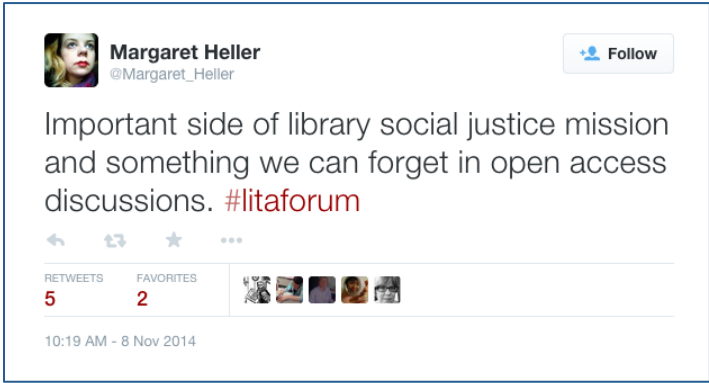 Margaret Heller
@Margaret_Heller
Follow
Important side of library social justice mission
and something we can forget in open access
discussions. #litaforum
RETWEETS FAVORITES
5 2
10:19 AM - 8 Nov 2014